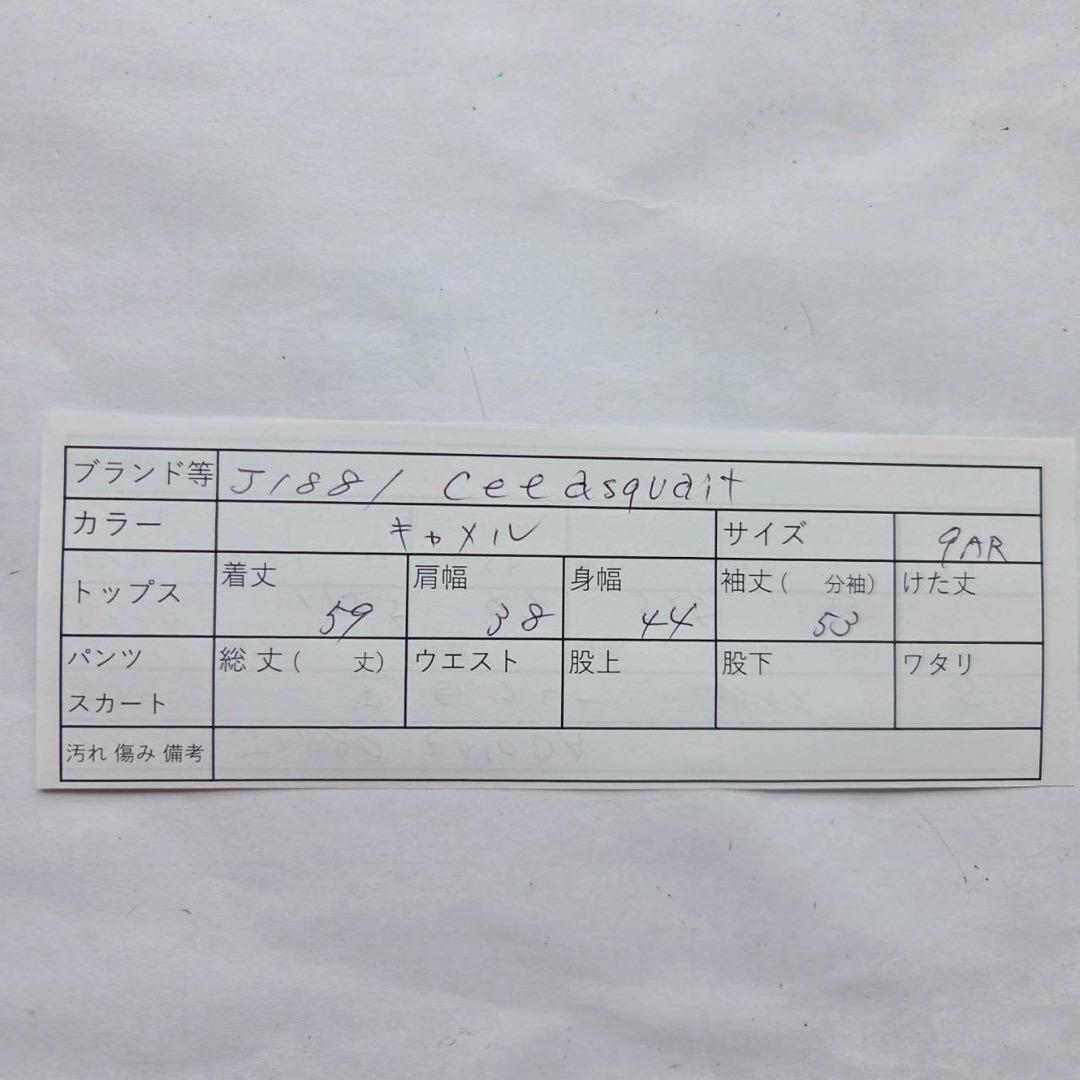 ブランド等 J1881 ceeasquait
カラー キャメル サイズ 9AR
トップス 着丈 59 肩幅 38 身幅 44 袖丈( 分袖) 53 けた丈
パンツ スカート 総丈( 丈) ウエスト 股上 股下 ワタリ
汚れ 傷み 備考